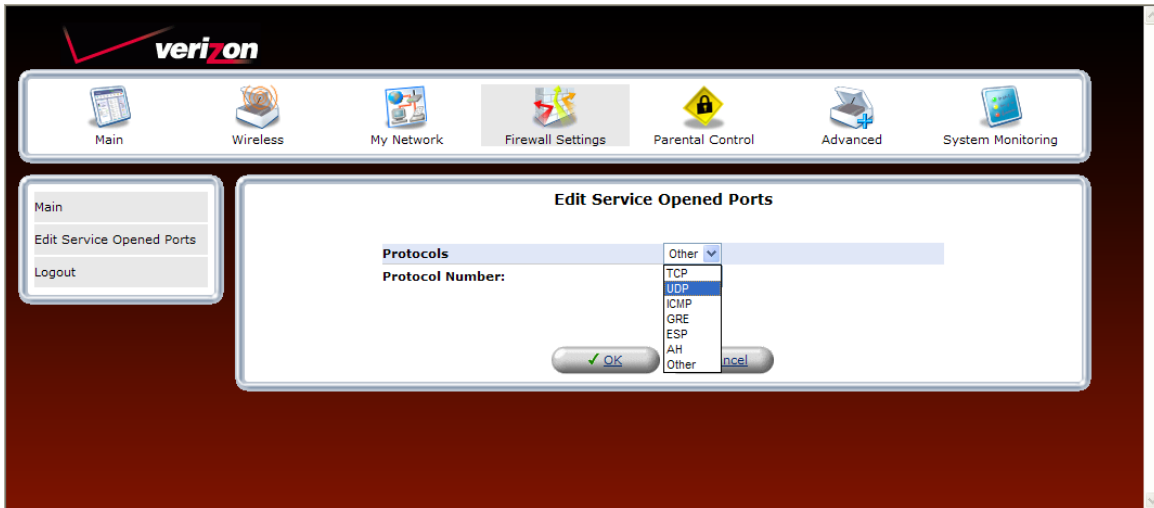 verizon
Main
Wireless
My Network
Firewall Settings
Parental Control
Advanced
System Monitoring
Main
Edit Service Opened Ports
Logout
Edit Service Opened Ports
Protocols
Other
Protocol Number:
TCP
UDP
ICMP
GRE
ESP
AH
Other
OK
ncel